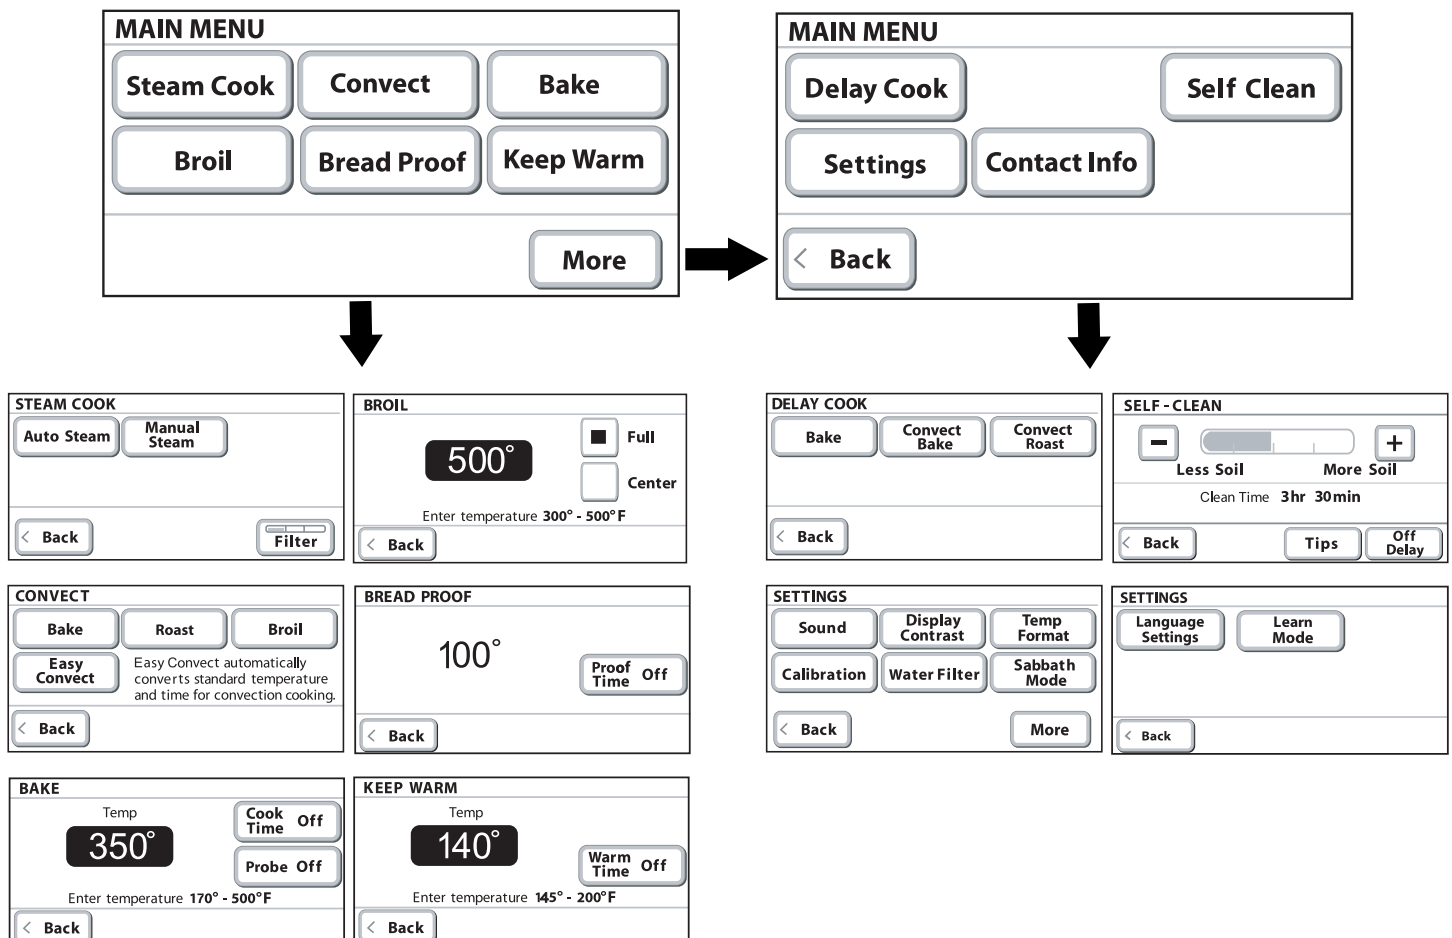 MAIN MENU
Steam Cook
Convect
Bake
Broil
Bread Proof
Keep Warm
More
MAIN MENU
Delay Cook
Self Clean
Settings
Contact Info
< Back
STEAM COOK
Auto Steam
Manual
Steam
< Back
Filter
BROIL
500°
Full
Center
Enter temperature 300° - 500°F
< Back
CONVECT
Bake
Roast
Broil
Easy
Convect
Easy Convect automatically
converts standard temperature
and time for convection cooking.
< Back
BREAD PROOF
100°
Proof
Time Off
< Back
BAKE
Temp
350°
Cook
Time Off
Probe Off
Enter temperature 170° - 500°F
< Back
KEEP WARM
Temp
140°
Warm
Time Off
Enter temperature 145° - 200°F
< Back
DELAY COOK
Bake
Convect
Bake
Convect
Roast
< Back
SELF - CLEAN
-
+
Less Soil
More Soil
Clean Time 3hr 30min
< Back
Tips
Off
Delay
SETTINGS
Sound
Display
Contrast
Temp
Format
Calibration
Water Filter
Sabbath
Mode
< Back
More
SETTINGS
Language
Settings
Learn
Mode
< Back